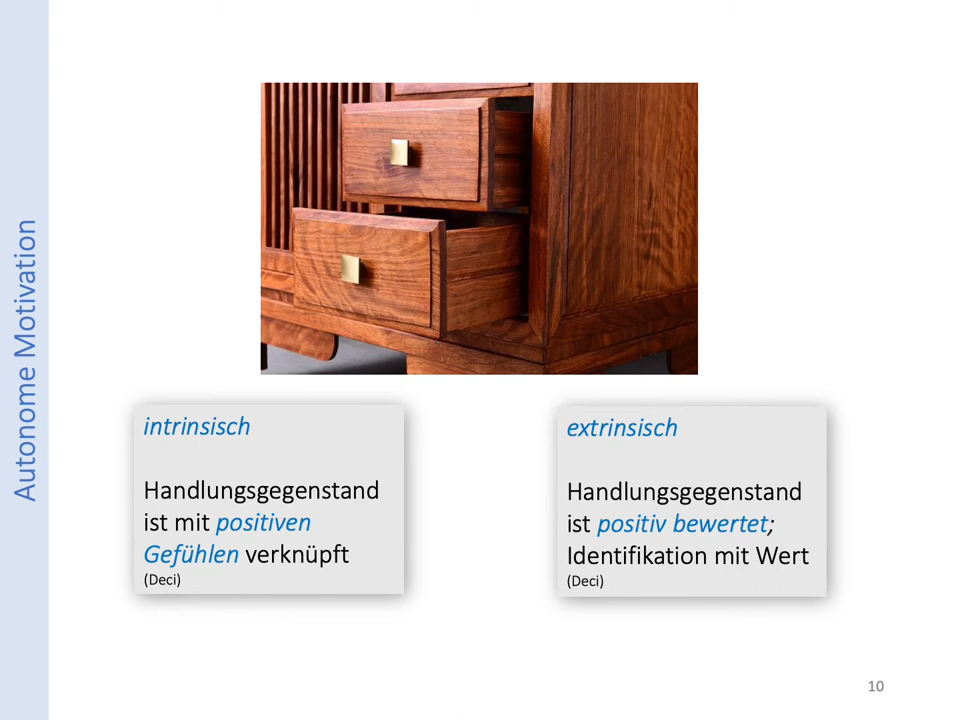 Autonome Motivation
intrinsisch
Handlungsgegenstand
ist mit positiven
Gefühlen verknüpft
(Deci)
extrinsisch
Handlungsgegenstand
ist positiv bewertet;
Identifikation mit Wert
(Deci)
10